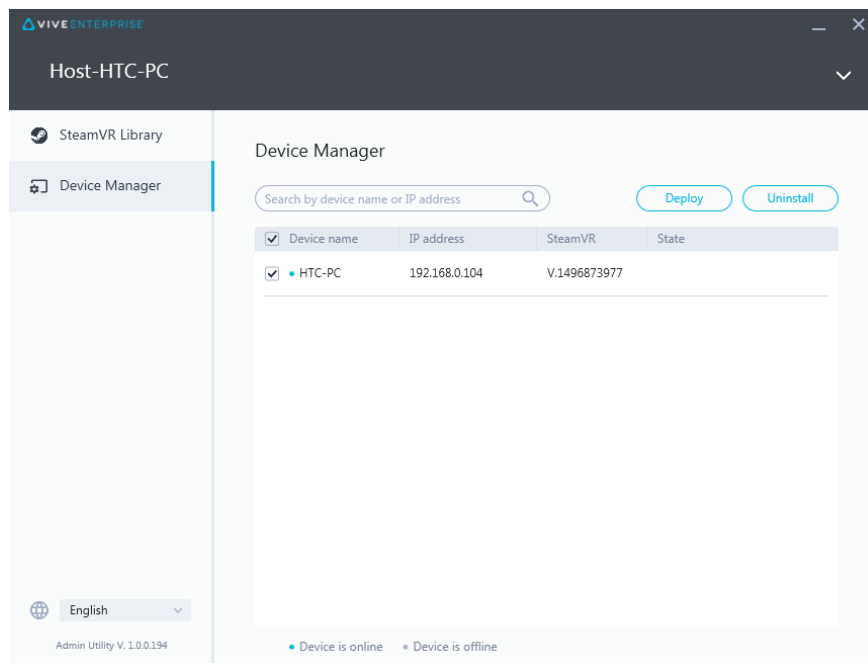 VIVE ENTERPRISE
Host-HTC-PC
SteamVR Library
Device Manager
Device Manager
Search by device name or IP address
Deploy
Uninstall
Device name IP address SteamVR State
HTC-PC 192.168.0.104 V.1496873977
English
Admin Utility V. 1.0.0.194
Device is online Device is offline